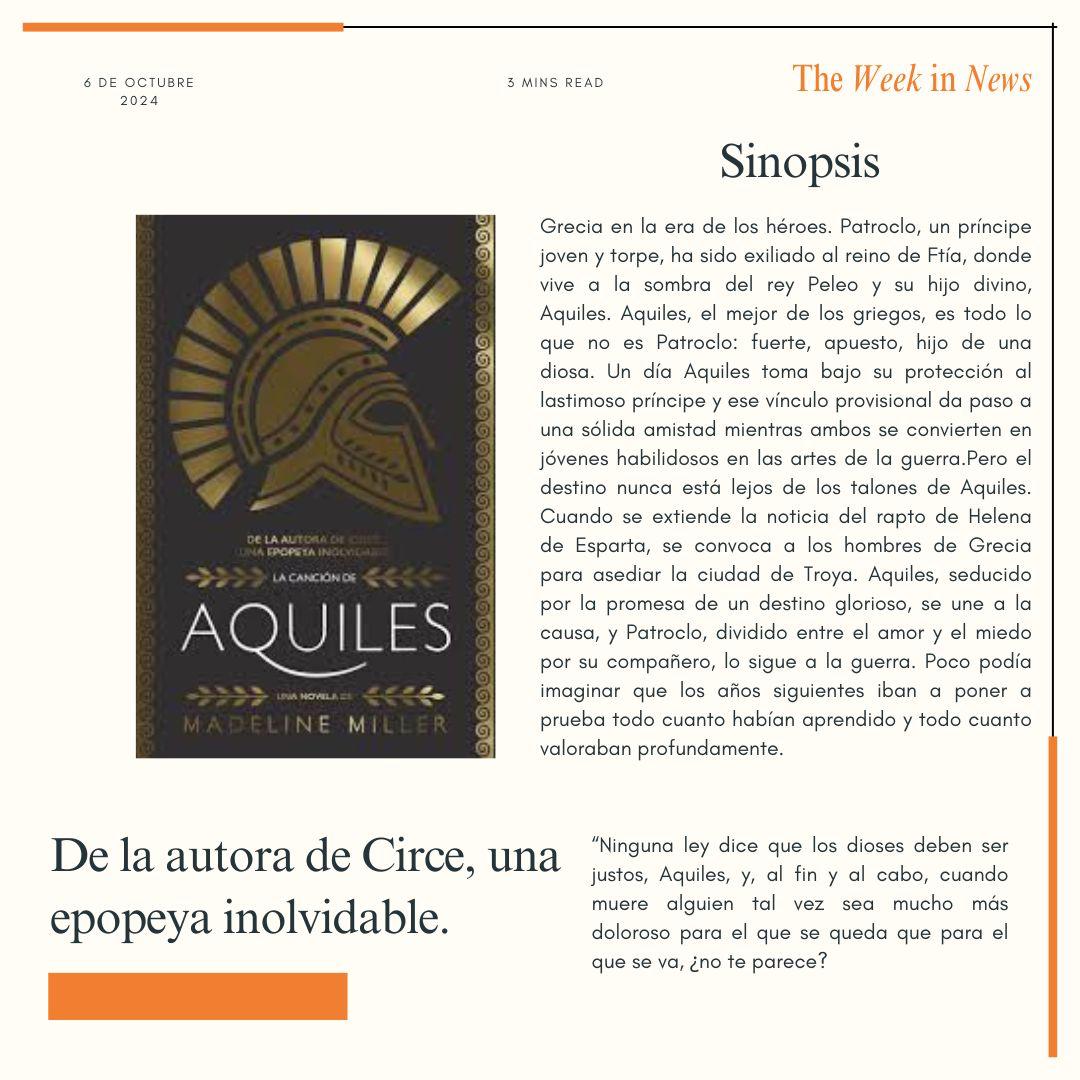 6 DE OCTUBRE
2024
3 MINS READ
The Week in News
Sinopsis
Grecia en la era de los héroes. Patroclo, un príncipe
joven y torpe, ha sido exiliado al reino de Ftía, donde
vive a la sombra del rey Peleo y su hijo divino,
Aquiles. Aquiles, el mejor de los griegos, es todo lo
que no es Patroclo: fuerte, apuesto, hijo de una
diosa. Un día Aquiles toma bajo su protección al
lastimoso príncipe y ese vínculo provisional da paso a
una sólida amistad mientras ambos se convierten en
jóvenes habilidosos en las artes de la guerra.Pero el
destino nunca está lejos de los talones de Aquiles.
Cuando se extiende la noticia del rapto de Helena
de Esparta, se convoca a los hombres de Grecia
para asediar la ciudad de Troya. Aquiles, seducido
por la promesa de un destino glorioso, se une a la
causa, y Patroclo, dividido entre el amor y el miedo
por su compañero, lo sigue a la guerra. Poco podía
imaginar que los años siguientes iban a poner a
prueba todo cuanto habían aprendido y todo cuanto
valoraban profundamente.
DE LA AUTORA DE CIRCE,
UNA EPOPEYA INOLVIDABLE
LA CANCIÓN DE
AQUILES
UNA NOVELA DE
MADELINE MILLER
De la autora de Circe, una
epopeya inolvidable.
“Ninguna ley dice que los dioses deben ser
justos, Aquiles, y, al fin y al cabo, cuando
muere alguien tal vez sea mucho más
doloroso para el que se queda que para el
que se va, ¿no te parece?